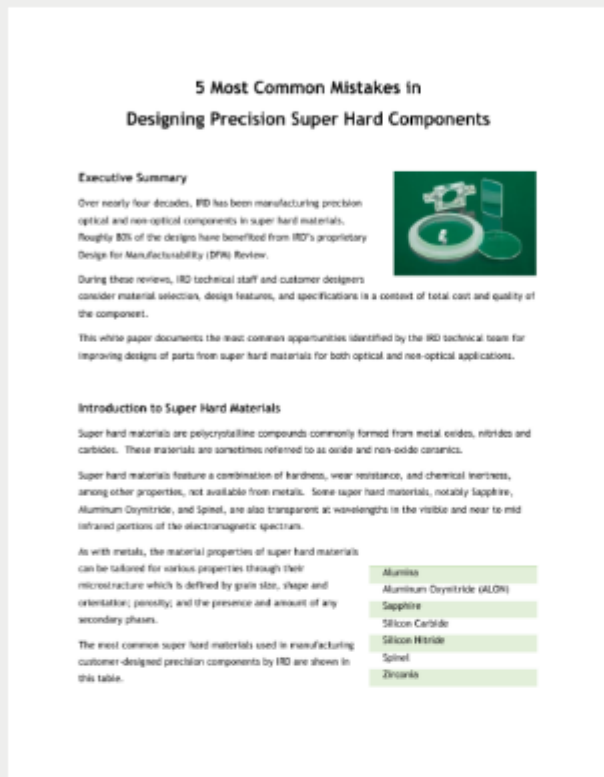 5 Most Common Mistakes in
Designing Precision Super Hard Components
Executive Summary
Over nearly four decades, IRD has been manufacturing precision
optical and non-optical components in super hard materials.
Roughly 80% of the designs have benefited from IRD's proprietary
Design for Manufacturability (DFM) Review.
During these reviews, IRD technical staff and customer designers
consider material selection, design features, and specifications in a context of total cost and quality of
the component.
This white paper documents the most common opportunities identified by the IRD technical team for
improving designs of parts from super hard materials for both optical and non-optical applications.
Introduction to Super Hard Materials
Super hard materials are polycrystalline compounds commonly formed from metal oxides, nitrides and
carbides. These materials are sometimes referred to as oxide and non-oxide ceramics.
Super hard materials feature a combination of hardness, wear resistance, and chemical inertness,
among other properties, not available from metals. Some super hard materials, notably Sapphire,
Aluminum Oxynitride, and Spinel, are also transparent at wavelengths in the visible and near to mid
infrared portions of the electromagnetic spectrum.
As with metals, the material properties of super hard materials
can be tailored for various properties through their
microstructure which is defined by grain size, shape and
orientation; porosity; and the presence and amount of any
secondary phases.
The most common super hard materials used in manufacturing
customer-designed precision components by IRD are shown in
this table.
Alumina
Aluminum Oxynitride (ALON)
Sapphire
Silicon Carbide
Silicon Nitride
Spinel
Zirconia